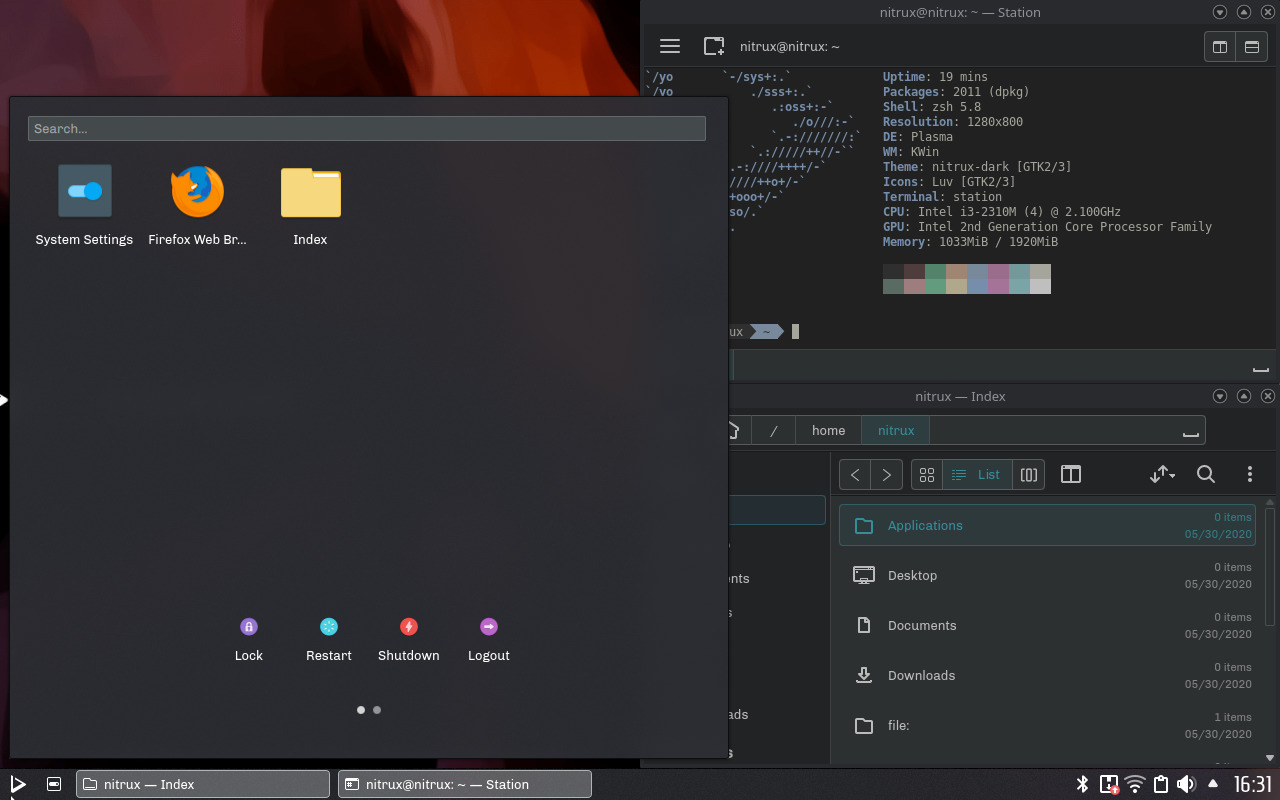 nitrux@nitrux: ~ — Station
nitrux@nitrux: ~
`/yo       `-/sys+:.`
`/yo           ./sss+:.`
.:oss+:-`
./o///:-`
`.-:///////:`
`.://///++//-``
.-:////++++/-`
////++o+/-`
+ooo+/-`
so/.`
.
Uptime: 19 mins
Packages: 2011 (dpkg)
Shell: zsh 5.8
Resolution: 1280x800
DE: Plasma
WM: KWin
Theme: nitrux-dark [GTK2/3]
Icons: Luv [GTK2/3]
Terminal: station
CPU: Intel i3-2310M (4) @ 2.100GHz
GPU: Intel 2nd Generation Core Processor Family
Memory: 1033MiB / 1920MiB
ux ~
Search...
System Settings
Firefox Web Br...
Index
Lock
Restart
Shutdown
Logout
nitrux — Index
/
home
nitrux
List
nts
s
ads
s
Applications
0 items
05/30/2020
Desktop
0 items
05/30/2020
Documents
0 items
05/30/2020
Downloads
0 items
05/30/2020
file:
1 items
05/30/2020
nitrux — Index
nitrux@nitrux: ~ — Station
16:31